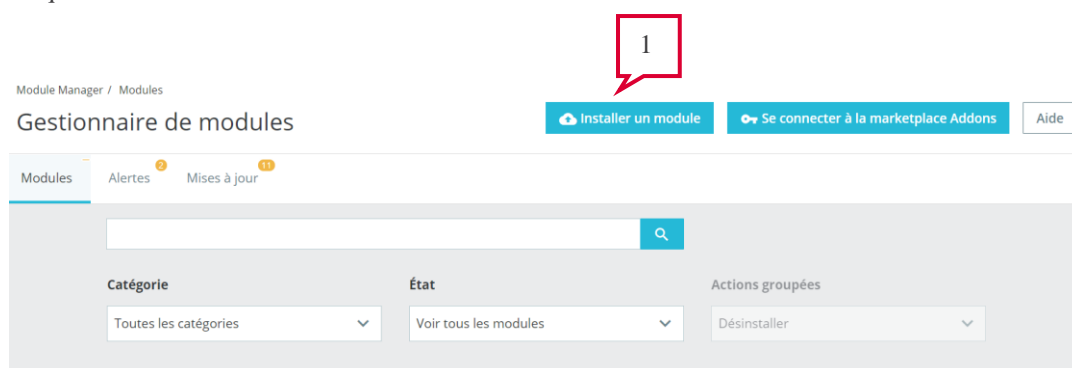 1
Module Manager / Modules
Gestionnaire de modules
Installer un module
Se connecter à la marketplace Addons
Aide
Modules
Alertes 2
Mises à jour 11
Catégorie
État
Actions groupées
Toutes les catégories
Voir tous les modules
Désinstaller